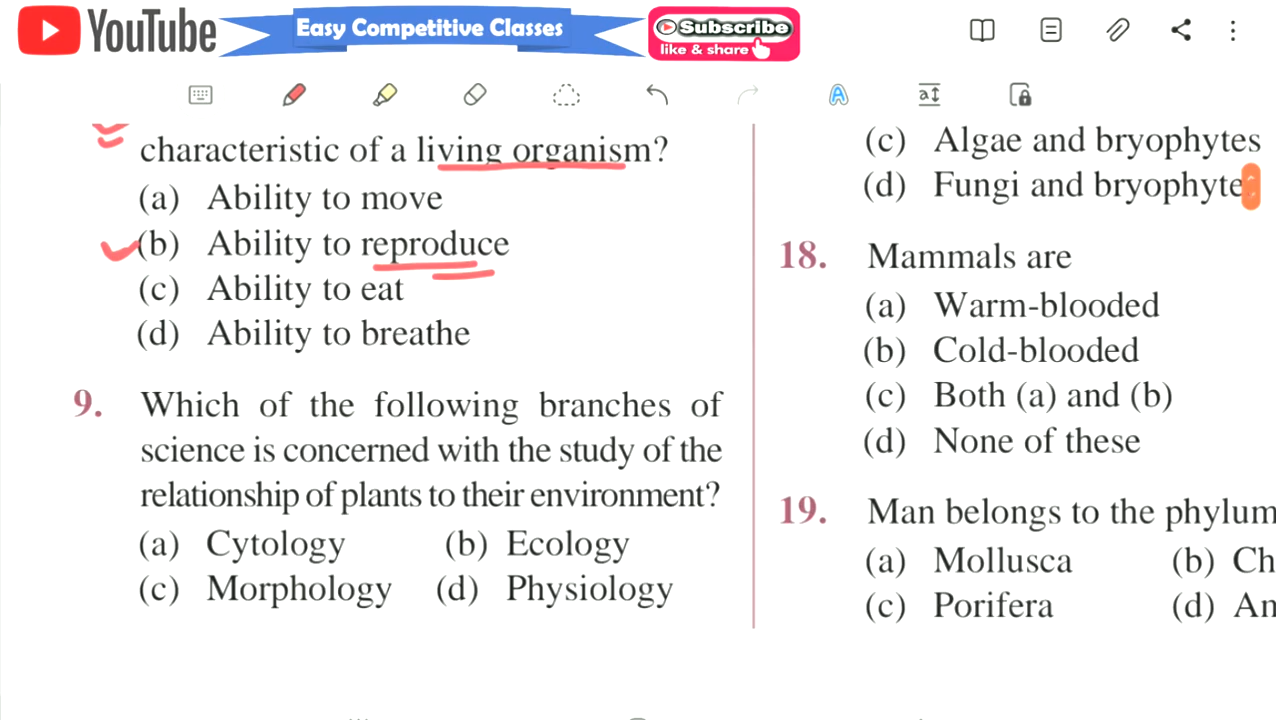 YouTube
Easy Competitive Classes
Subscribe
like & share
characteristic of a living organism?
(a) Ability to move
(b) Ability to reproduce
(c) Ability to eat
(d) Ability to breathe
9. Which of the following branches of
science is concerned with the study of the
relationship of plants to their environment?
(a) Cytology (b) Ecology
(c) Morphology (d) Physiology
(c) Algae and bryophytes
(d) Fungi and bryophyte
18. Mammals are
(a) Warm-blooded
(b) Cold-blooded
(c) Both (a) and (b)
(d) None of these
19. Man belongs to the phylum
(a) Mollusca (b) Ch
(c) Porifera (d) An